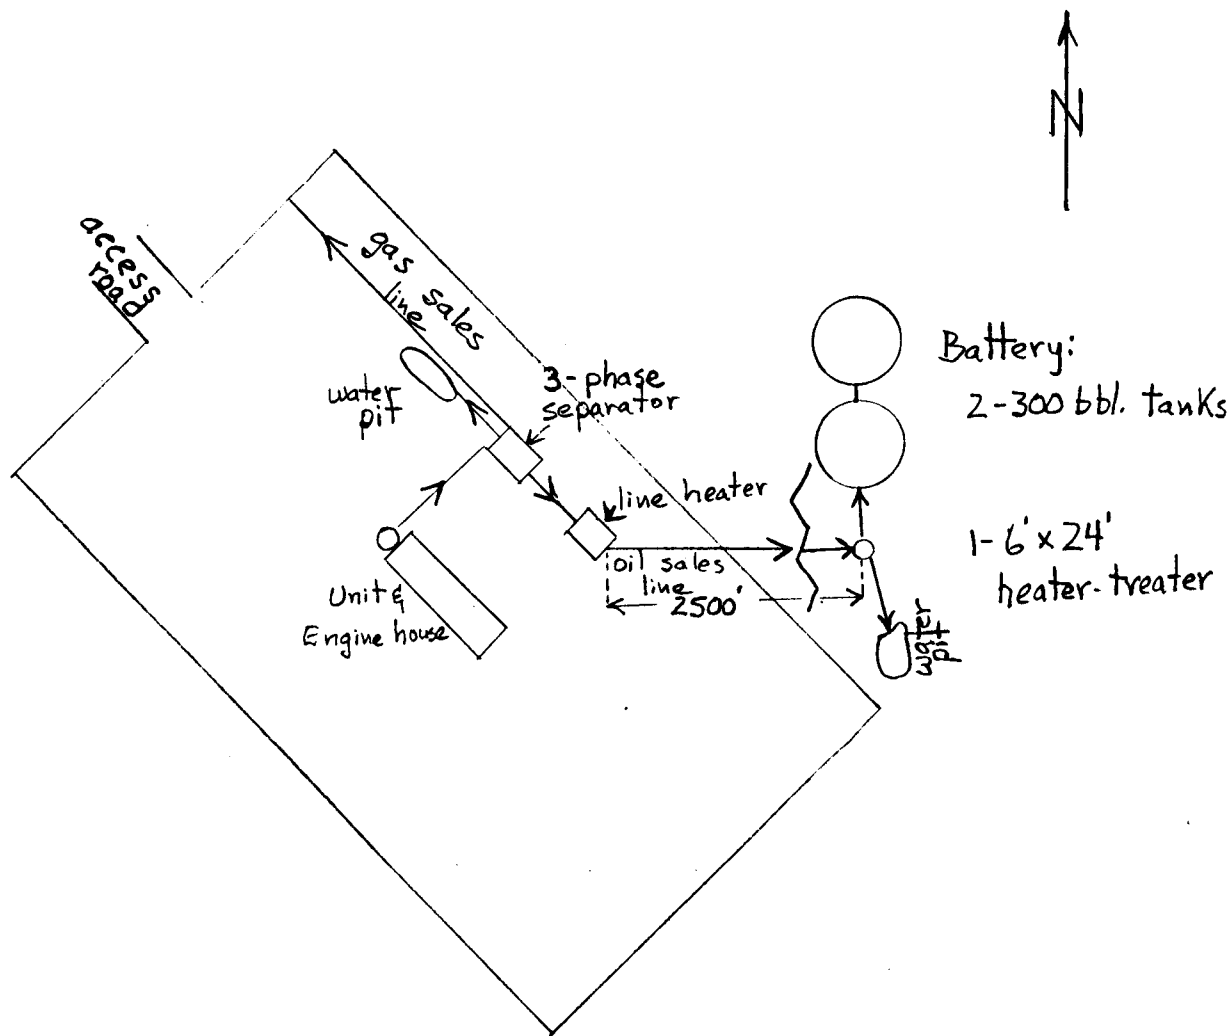 N
access
road
gas sales
line
water
pit
3-phase
separator
line heater
Battery:
2-300 bbl. tanks
oil sales
line
2500'
1-6'x24'
heater-treater
Unit &
Engine house
water
pit